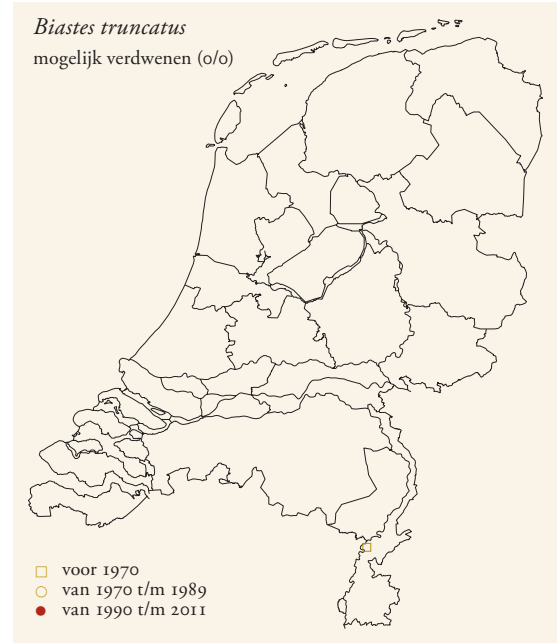 Biastes truncatus
mogelijk verdwenen (0/0)
voor 1970
van 1970 t/m 1989
van 1990 t/m 2011